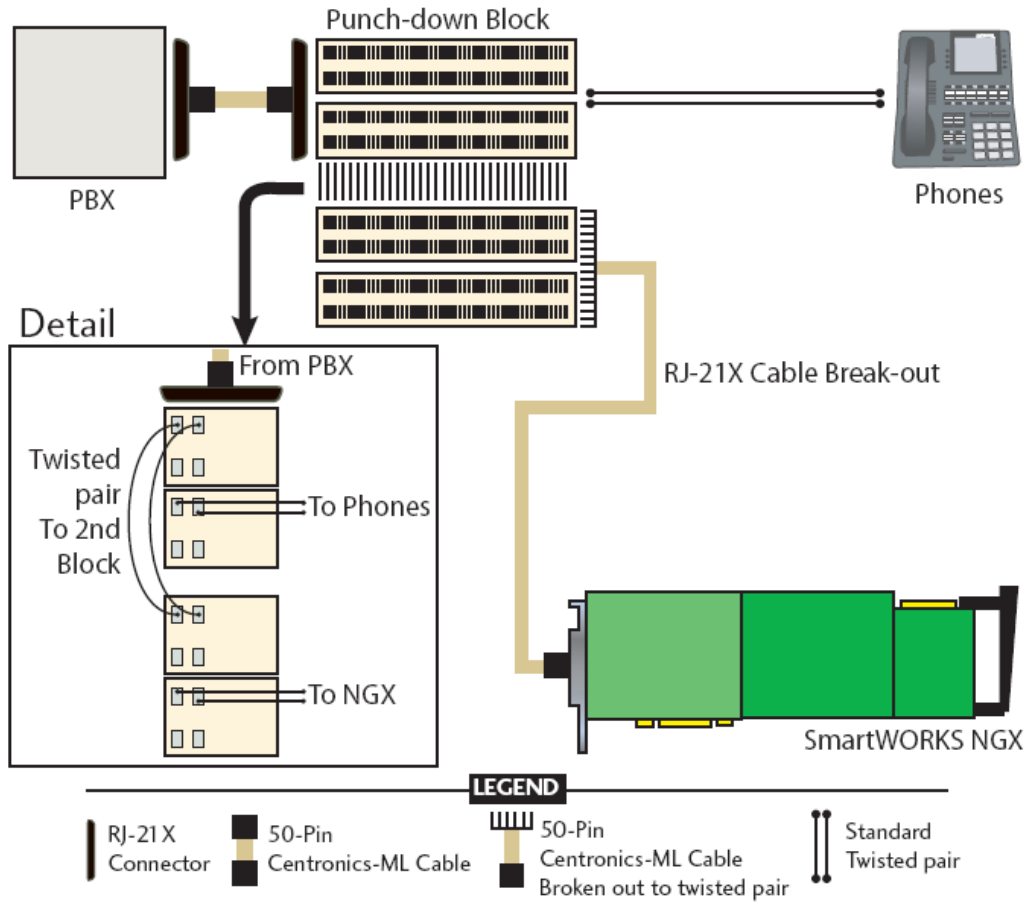 Punch-down Block
PBX
Phones
Detail
From PBX
RJ-21X Cable Break-out
Twisted
pair
To 2nd
Block
To Phones
To NGX
SmartWORKS NGX
LEGEND
RJ-21X
Connector
50-Pin
Centronics-ML Cable
50-Pin
Centronics-ML Cable
Broken out to twisted pair
Standard
Twisted pair